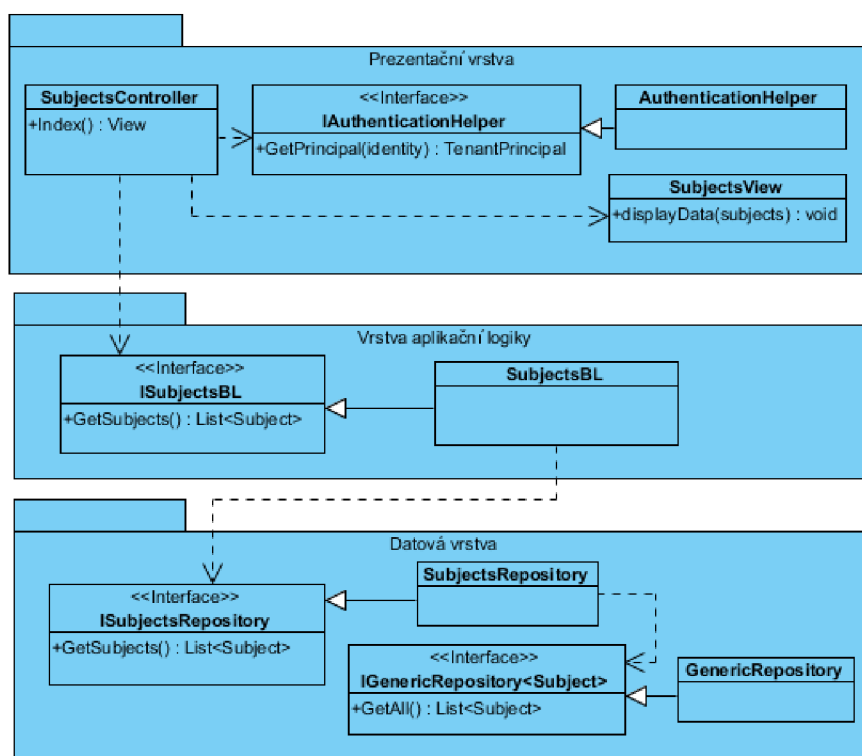 Prezentační vrstva
SubjectsController
+Index() : View
<<Interface>>
IAuthenticationHelper
+GetPrincipal(identity) : TenantPrincipal
AuthenticationHelper
SubjectsView
+displayData(subjects) : void
Vrstva aplikační logiky
<<Interface>>
ISubjectsBL
+GetSubjects() : List<Subject>
SubjectsBL
Datová vrstva
<<Interface>>
ISubjectsRepository
+GetSubjects() : List<Subject>
SubjectsRepository
<<Interface>>
IGenericRepository<Subject>
+GetAll() : List<Subject>
GenericRepository